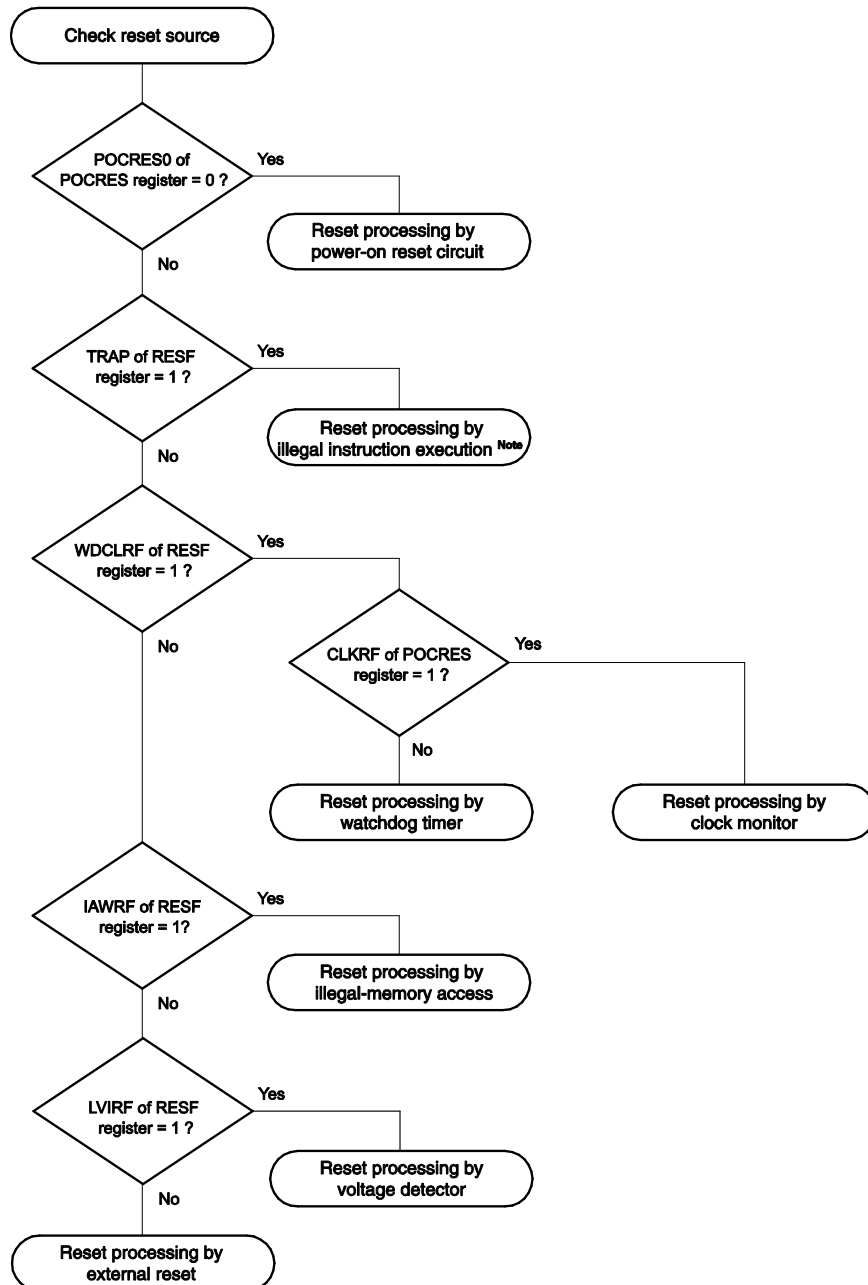 Check reset source
POCRES0 of
POCRES register = 0 ?
Yes
Reset processing by
power-on reset circuit
No
TRAP of RESF
register = 1 ?
Yes
Reset processing by
illegal instruction execution Note
No
WDCLRF of RESF
register = 1 ?
Yes
No
CLKRF of POCRES
register = 1 ?
Yes
No
Reset processing by
watchdog timer
Reset processing by
clock monitor
IAWRF of RESF
register = 1?
Yes
Reset processing by
illegal-memory access
No
LVIRF of RESF
register = 1 ?
Yes
Reset processing by
voltage detector
No
Reset processing by
external reset